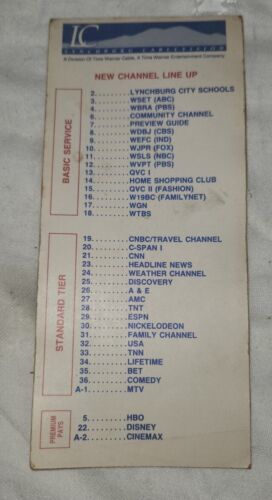 LC
LYNCHBURG CABLEVISION
A Division Of Time Warner Cable, A Time Warner Entertainment Company.
NEW CHANNEL LINE UP
BASIC SERVICE
2........LYNCHBURG CITY SCHOOLS
3........WSET (ABC)
4........WBRA (PBS)
6........COMMUNITY CHANNEL
7........PREVIEW GUIDE
8........WDBJ (CBS)
9........WEFC (IND)
10........WJPR (FOX)
11........WSLS (NBC)
12........WVPT (PBS)
13........QVC I
14........HOME SHOPPING CLUB
15........QVC II (FASHION)
16........W19BC (FAMILYNET)
17........WGN
18........WTBS
STANDARD TIER
19........CNBC/TRAVEL CHANNEL
20........C-SPAN I
21........CNN
23........HEADLINE NEWS
24........WEATHER CHANNEL
25........DISCOVERY
26........A & E
27........AMC
28........TNT
29........ESPN
30........NICKELODEON
31........FAMILY CHANNEL
32........USA
33........TNN
34........LIFETIME
35........BET
36........COMEDY
A-1........MTV
PREMIUM PAYS
5........HBO
22........DISNEY
A-2........CINEMAX